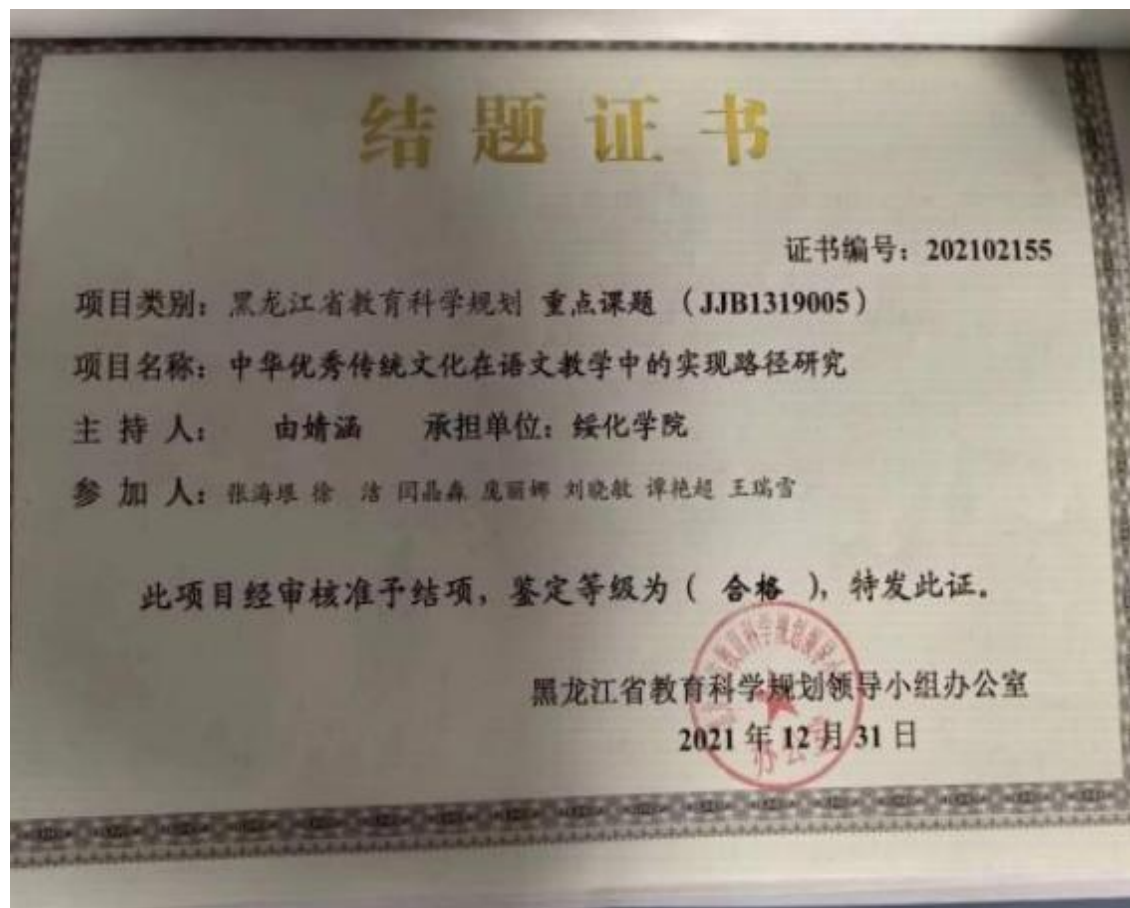 结题证书
证书编号：202102155
项目类别：黑龙江省教育科学规划 重点课题 （JJB1319005）
项目名称：中华优秀传统文化在语文教学中的实现路径研究
主 持 人： 由婧涵 承担单位：绥化学院
参 加 人：张海垠 徐 洁 闫晶淼 庞丽娜 刘晓敏 谭艳超 王瑞雪
此项目经审核准予结项，鉴定等级为（ 合格 ），特发此证。
黑龙江省教育科学规划领导小组办公室
2021 年 12 月 31 日
办公室